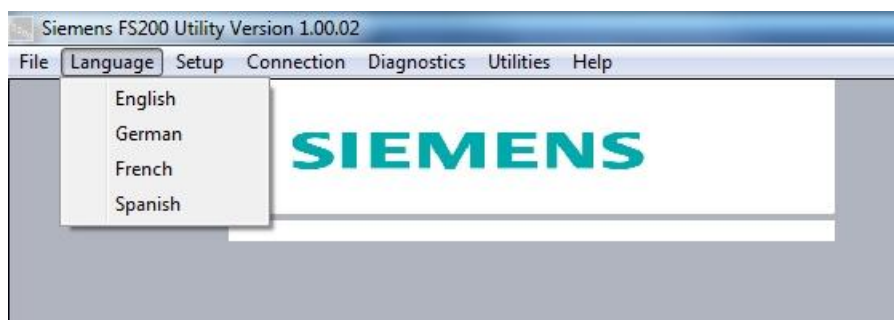 Siemens FS200 Utility Version 1.00.02
File Language Setup Connection Diagnostics Utilities Help
English
German
French
Spanish
SIEMENS